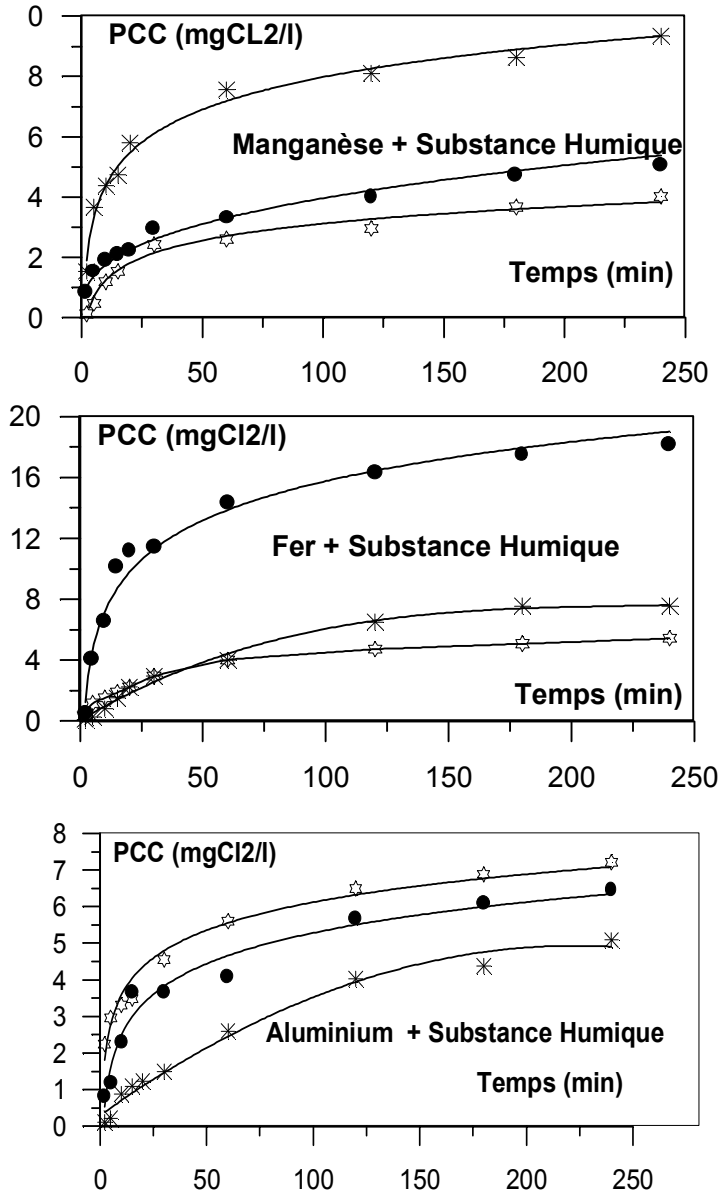 0
PCC (mgCL2/l)
8
Manganèse + Substance Humique
6
4
2
Temps (min)
0
0 50 100 150 200 250
20
PCC (mgCl2/l)
16
12
Fer + Substance Humique
8
4
Temps (min)
0
0 50 100 150 200 250
8
PCC (mgCl2/l)
7
6
5
4
3
Aluminium + Substance Humique
2
Temps (min)
1
0
0 50 100 150 200 250